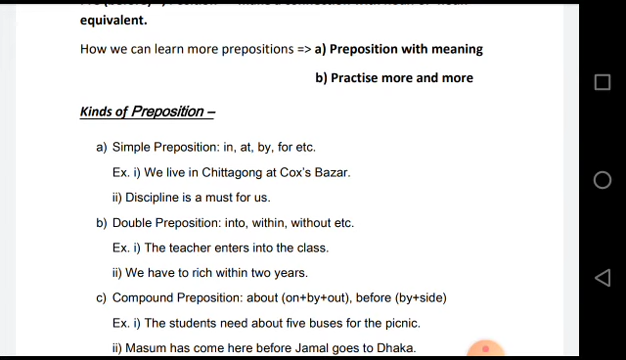 equivalent.
How we can learn more prepositions => a) Preposition with meaning
b) Practise more and more
Kinds of Preposition –
a) Simple Preposition: in, at, by, for etc.
Ex. i) We live in Chittagong at Cox's Bazar.
ii) Discipline is a must for us.
b) Double Preposition: into, within, without etc.
Ex. i) The teacher enters into the class.
ii) We have to rich within two years.
c) Compound Preposition: about (on+by+out), before (by+side)
Ex. i) The students need about five buses for the picnic.
ii) Masum has come here before Jamal goes to Dhaka.